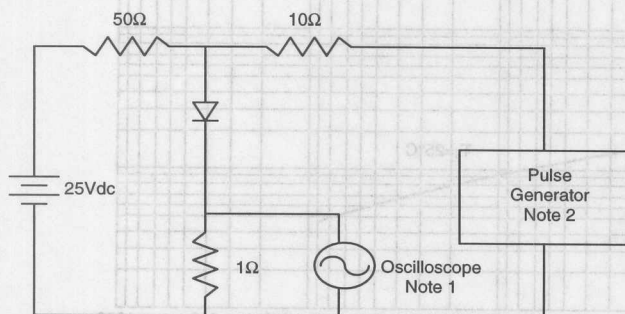 50Ω
10Ω
25Vdc
Pulse
Generator
Note 2
1Ω
Oscilloscope
Note 1